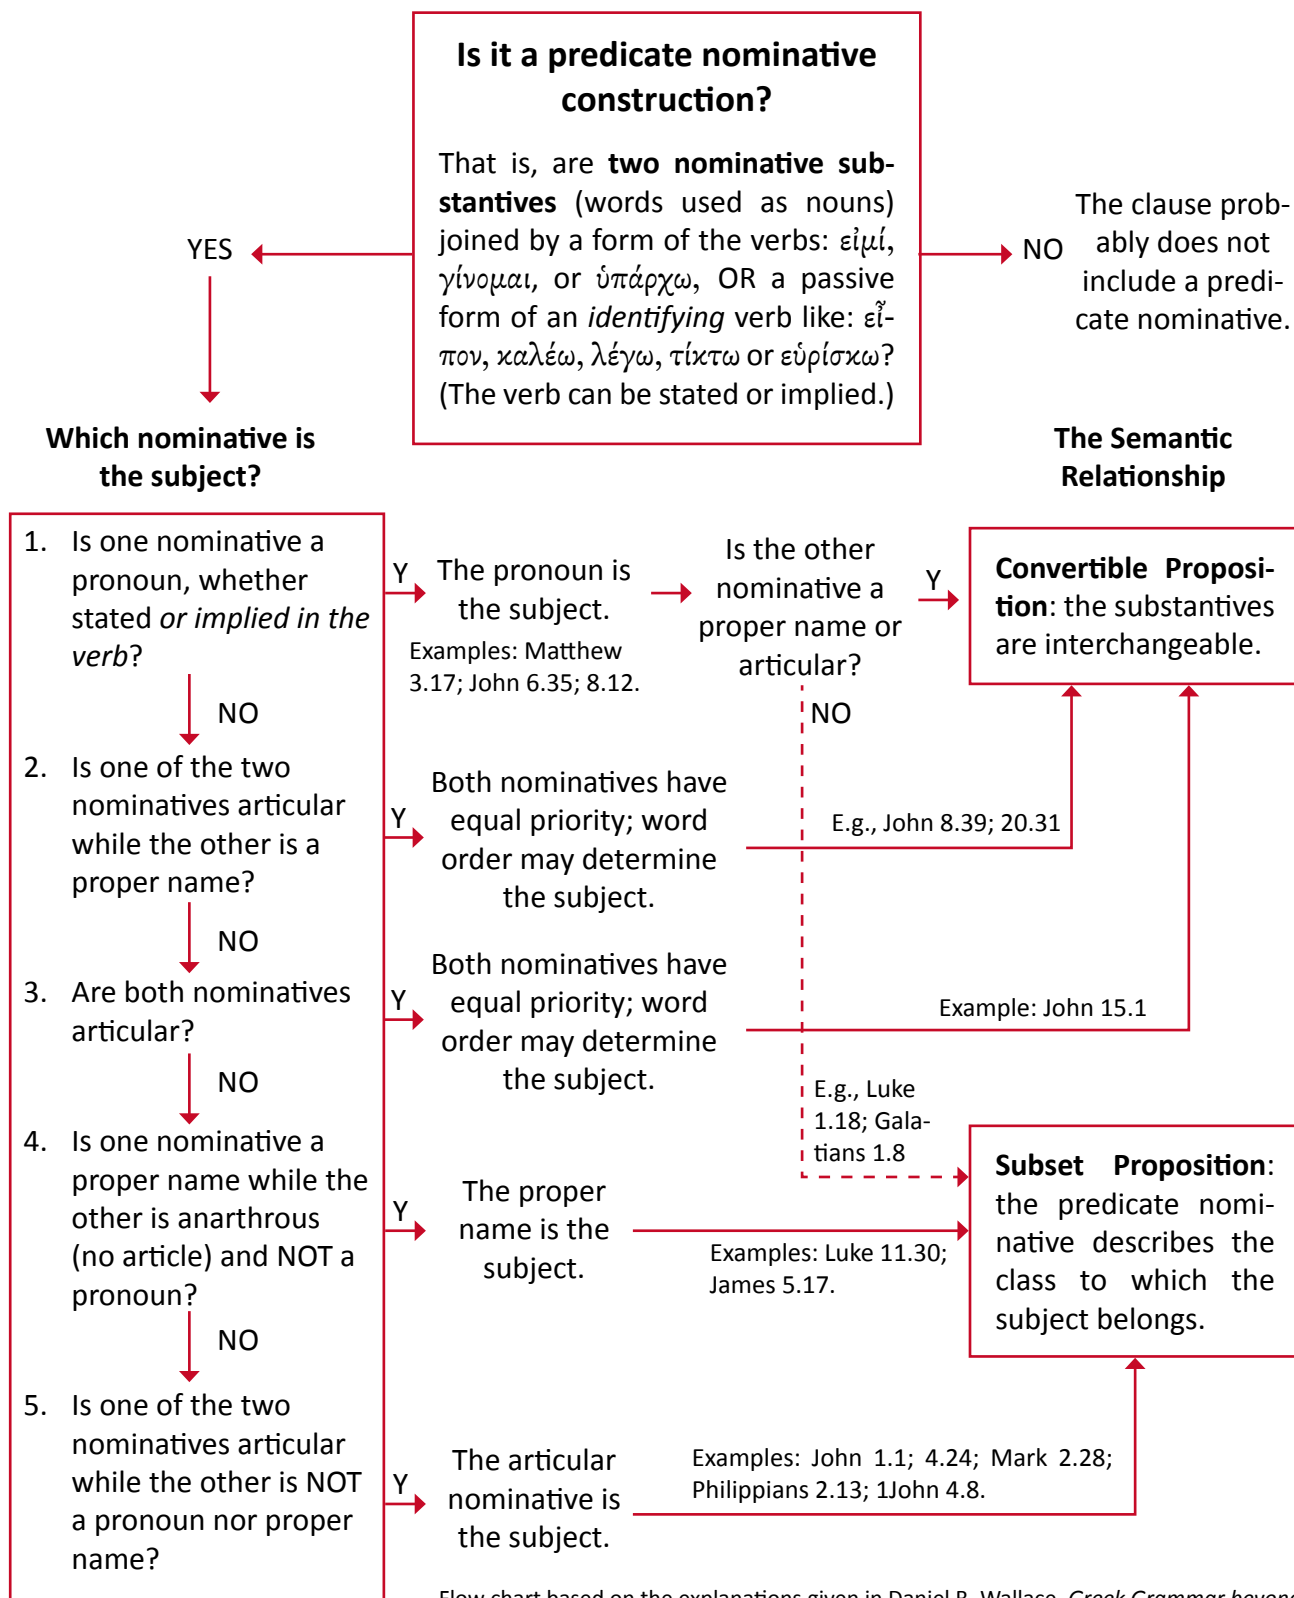 Is it a predicate nominative
construction?
That is, are two nominative sub-
stantives (words used as nouns)
joined by a form of the verbs: εἰμί,
γίνομαι, or ὑπάρχω, OR a passive
form of an identifying verb like: εἶ-
πον, καλέω, λέγω, τίκτω or εὑρίσκω?
(The verb can be stated or implied.)
YES
NO
The clause prob-
ably does not
include a predi-
cate nominative.
Which nominative is
the subject?
The Semantic
Relationship
1. Is one nominative a
pronoun, whether
stated or implied in the
verb?
Y
The pronoun is
the subject.
Examples: Matthew
3.17; John 6.35; 8.12.
Is the other
nominative a
proper name or
articular?
Y
Convertible Proposi-
tion: the substantives
are interchangeable.
NO
NO
2. Is one of the two
nominatives articular
while the other is a
proper name?
Y
Both nominatives have
equal priority; word
order may determine
the subject.
E.g., John 8.39; 20.31
NO
3. Are both nominatives
articular?
Y
Both nominatives have
equal priority; word
order may determine
the subject.
Example: John 15.1
NO
E.g., Luke
1.18; Gala-
tians 1.8
4. Is one nominative a
proper name while the
other is anarthrous
(no article) and NOT a
pronoun?
Y
The proper
name is the
subject.
Examples: Luke 11.30;
James 5.17.
Subset Proposition:
the predicate nomi-
native describes the
class to which the
subject belongs.
NO
5. Is one of the two
nominatives articular
while the other is NOT
a pronoun nor proper
name?
Y
The articular
nominative is
the subject.
Examples: John 1.1; 4.24; Mark 2.28;
Philippians 2.13; 1John 4.8.
Flow chart based on the explanations given in Daniel B. Wallace, Greek Grammar beyond